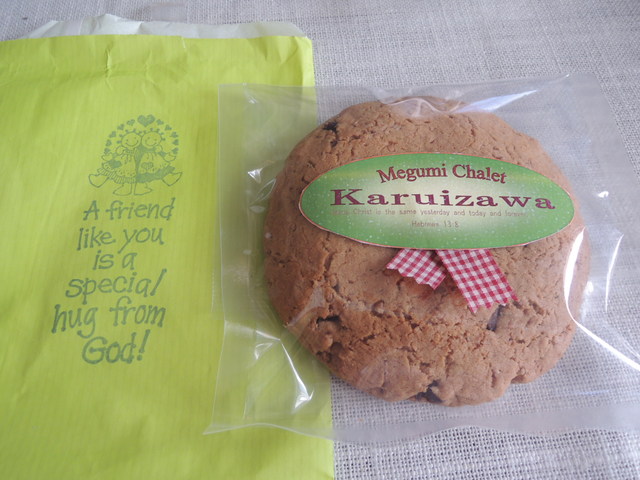 A friend
like you
is a
special
hug from
God!
Megumi Chalet
Karuizawa
Christ is the same yesterday and today and forever
Hebrews 13:8